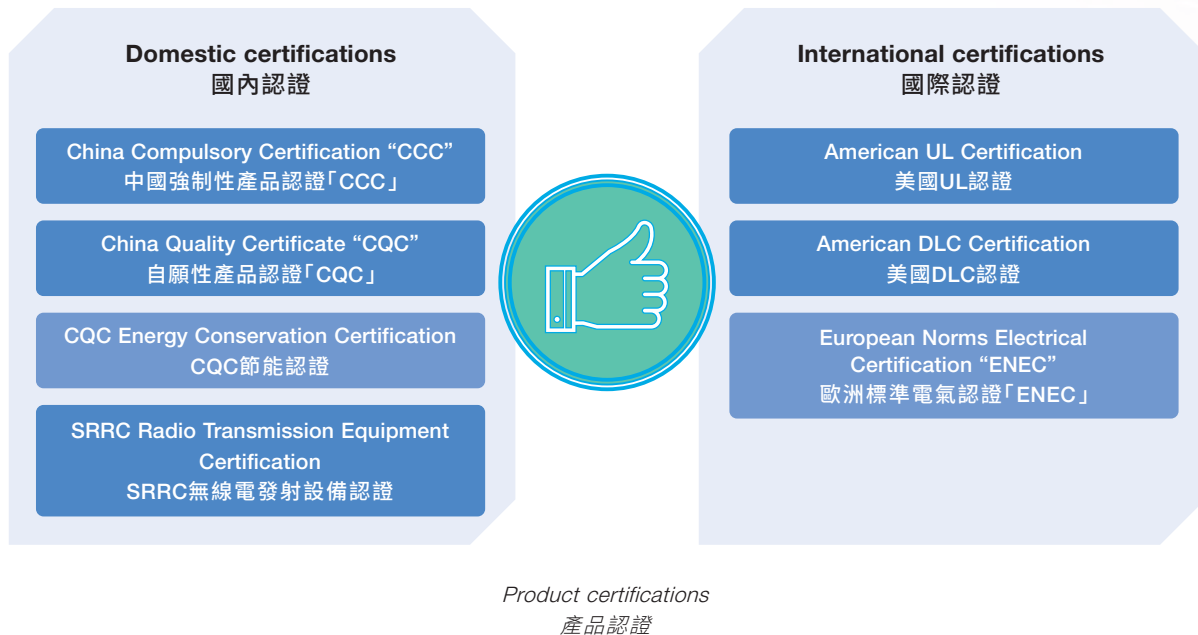 Domestic certifications
國內認證
China Compulsory Certification “CCC”
中國強制性產品認證「CCC」
China Quality Certificate “CQC”
自願性產品認證「CQC」
CQC Energy Conservation Certification
CQC節能認證
SRRC Radio Transmission Equipment
Certification
SRRC無線電發射設備認證
International certifications
國際認證
American UL Certification
美國UL認證
American DLC Certification
美國DLC認證
European Norms Electrical
Certification “ENEC”
歐洲標準電氣認證「ENEC」
Product certifications
產品認證